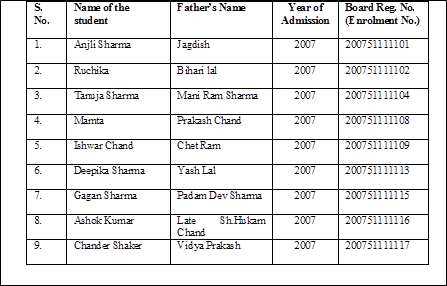 S. No. Name of the student Father's Name Year of Admission Board Reg. No. (Enrolment No.)
1. Anjli Sharma Jagdish 2007 200751111101
2. Ruchika Bihari lal 2007 200751111102
3. Tanuja Sharma Mani Ram Sharma 2007 200751111104
4. Mamta Prakash Chand 2007 200751111108
5. Ishwar Chand Chet Ram 2007 200751111109
6. Deepika Sharma Yash Lal 2007 200751111113
7. Gagan Sharma Padam Dev Sharma 2007 200751111115
8. Ashok Kumar Late Sh.Hukam Chand 2007 200751111116
9. Chander Shaker Vidya Prakash 2007 200751111117